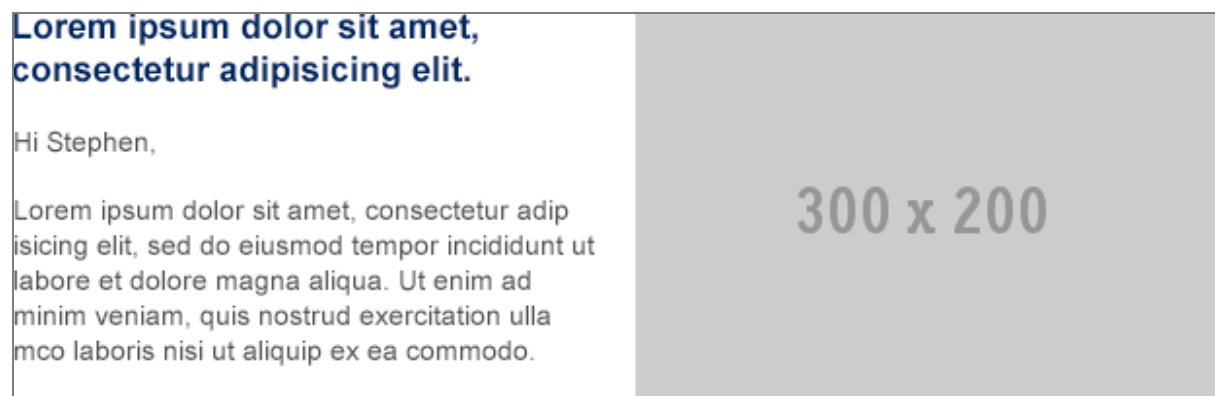 Lorem ipsum dolor sit amet,
consectetur adipisicing elit.
Hi Stephen,
Lorem ipsum dolor sit amet, consectetur adip
isicing elit, sed do eiusmod tempor incididunt ut
labore et dolore magna aliqua. Ut enim ad
minim veniam, quis nostrud exercitation ulla
mco laboris nisi ut aliquip ex ea commodo.
300 x 200